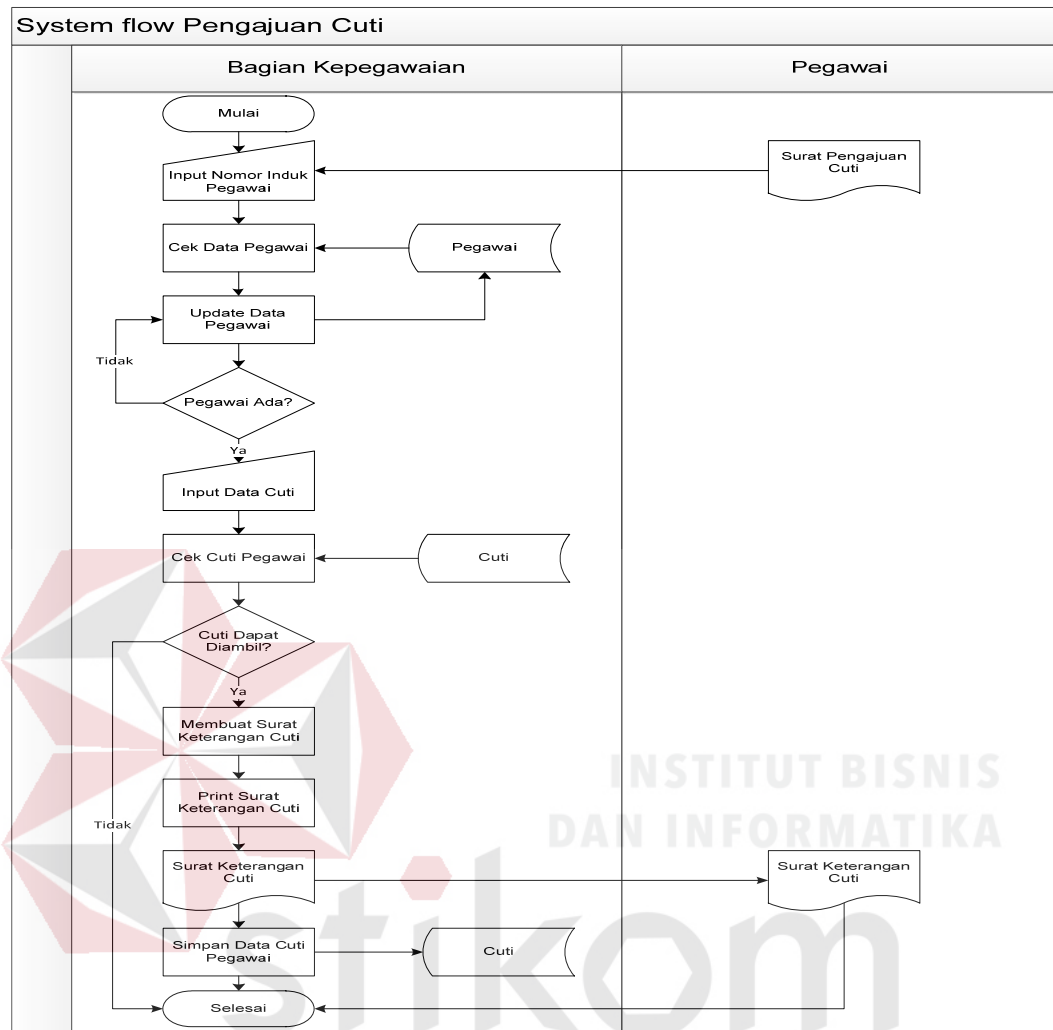 System flow Pengajuan Cuti
Bagian Kepegawaian
Pegawai
Mulai
Surat Pengajuan
Cuti
Input Nomor Induk
Pegawai
Cek Data Pegawai
Pegawai
Update Data
Pegawai
Tidak
Pegawai Ada?
Ya
Input Data Cuti
Cek Cuti Pegawai
Cuti
Cuti Dapat
Diambil?
Ya
Membuat Surat
Keterangan Cuti
Print Surat
Keterangan Cuti
Tidak
Surat Keterangan
Cuti
Surat Keterangan
Cuti
Simpan Data Cuti
Pegawai
Cuti
Selesai
INSTITUT BISNIS
DAN INFORMATIKA
stikom